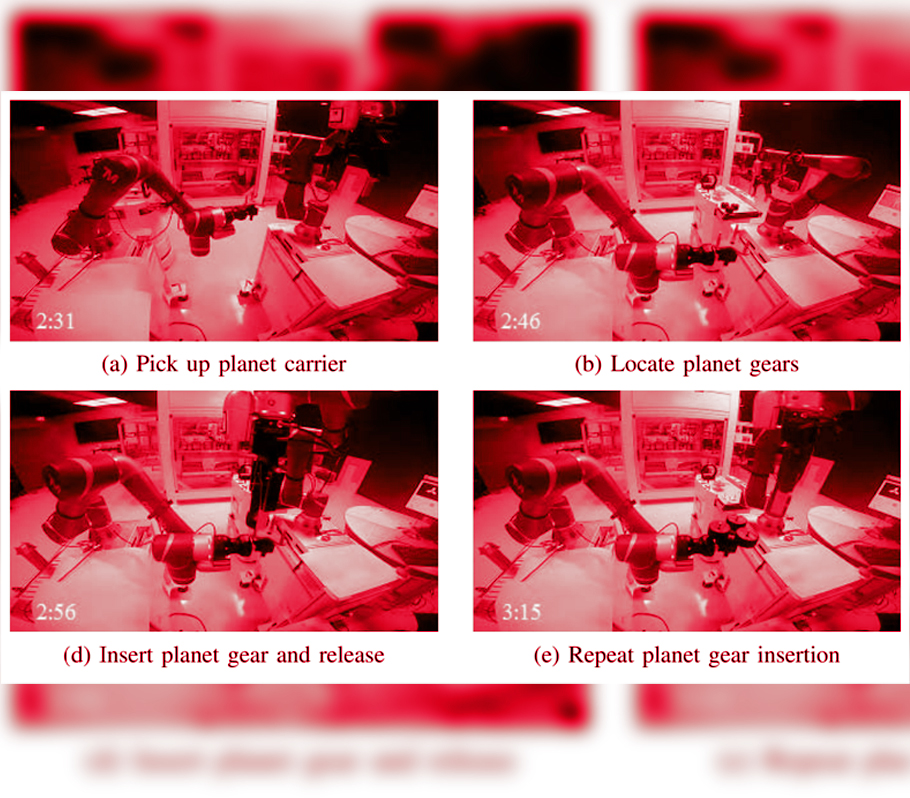 2:31
2:46
(a) Pick up planet carrier
(b) Locate planet gears
2:56
3:15
(d) Insert planet gear and release
(e) Repeat planet gear insertion